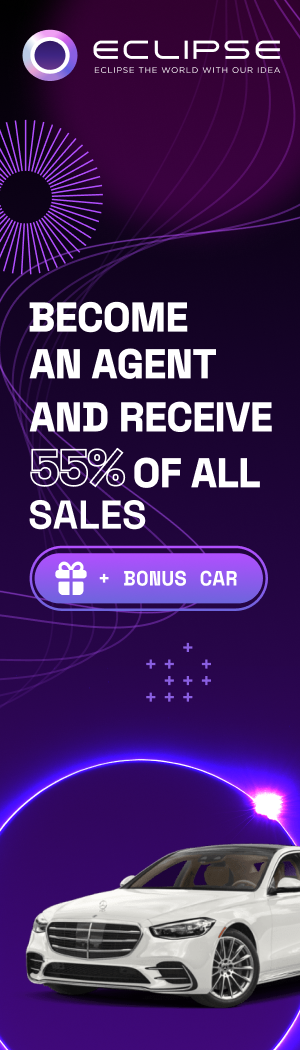 ECLIPSE
ECLIPSE THE WORLD WITH OUR IDEA
BECOME
AN AGENT
AND RECEIVE
55% OF ALL
SALES
+ BONUS CAR